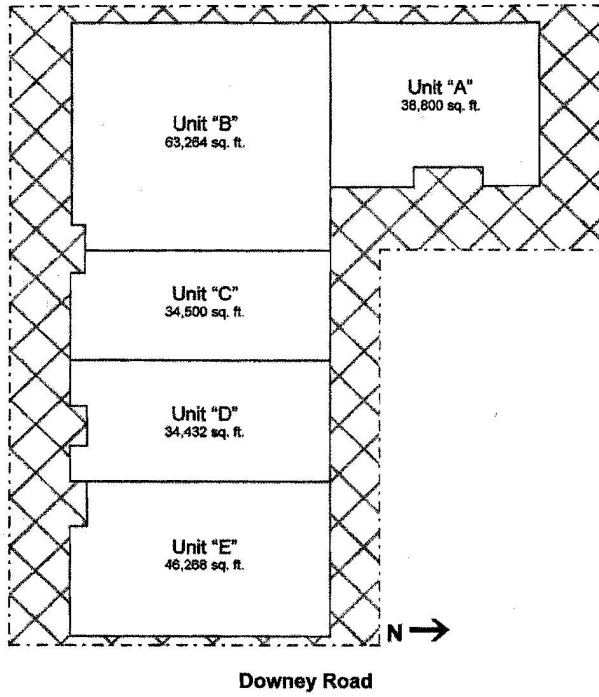 Unit "B"
63,264 sq. ft.
Unit "A"
38,800 sq. ft.
Unit "C"
34,500 sq. ft.
Unit "D"
34,432 sq. ft.
Unit "E"
46,268 sq. ft.
N
Downey Road